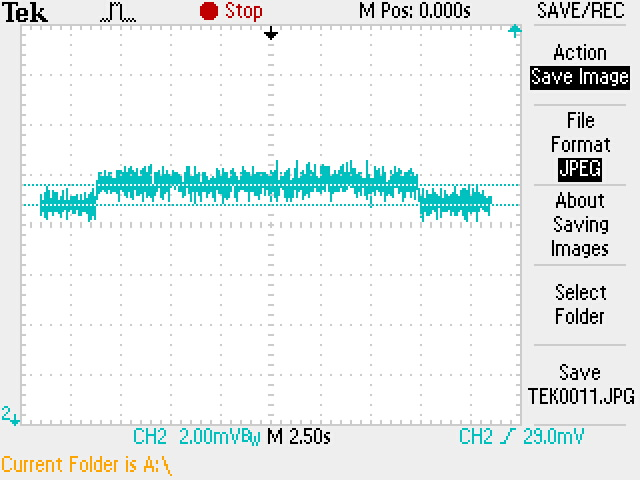 Tek
Stop
M Pos: 0.000s
SAVE/REC
Action
Save Image
File
Format
JPEG
About
Saving
Images
Select
Folder
Save
TEK0011.JPG
2
CH2 2.00mVBw M 2.50s
CH2 29.0mV
Current Folder is A:\